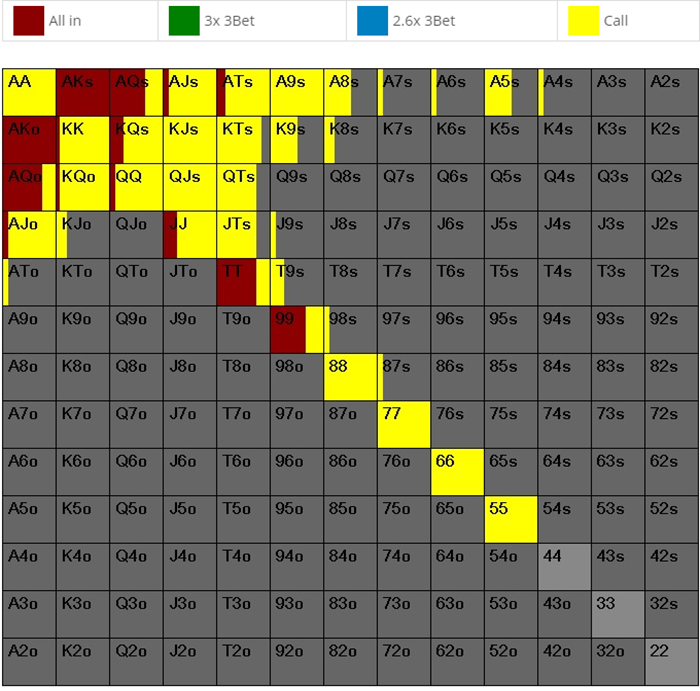 All in 3x 3Bet 2.6x 3Bet Call
AA AKs AQs AJs ATs A9s A8s A7s A6s A5s A4s A3s A2s
AKo KK KQs KJs KTs K9s K8s K7s K6s K5s K4s K3s K2s
AQo KQo QQ QJs QTs Q9s Q8s Q7s Q6s Q5s Q4s Q3s Q2s
AJo KJo QJo JJ JTs J9s J8s J7s J6s J5s J4s J3s J2s
ATo KTo QTo JTo TT T9s T8s T7s T6s T5s T4s T3s T2s
A9o K9o Q9o J9o T9o 99 98s 97s 96s 95s 94s 93s 92s
A8o K8o Q8o J8o T8o 98o 88 87s 86s 85s 84s 83s 82s
A7o K7o Q7o J7o T7o 97o 87o 77 76s 75s 74s 73s 72s
A6o K6o Q6o J6o T6o 96o 86o 76o 66 65s 64s 63s 62s
A5o K5o Q5o J5o T5o 95o 85o 75o 65o 55 54s 53s 52s
A4o K4o Q4o J4o T4o 94o 84o 74o 64o 54o 44 43s 42s
A3o K3o Q3o J3o T3o 93o 83o 73o 63o 53o 43o 33 32s
A2o K2o Q2o J2o T2o 92o 82o 72o 62o 52o 42o 32o 22